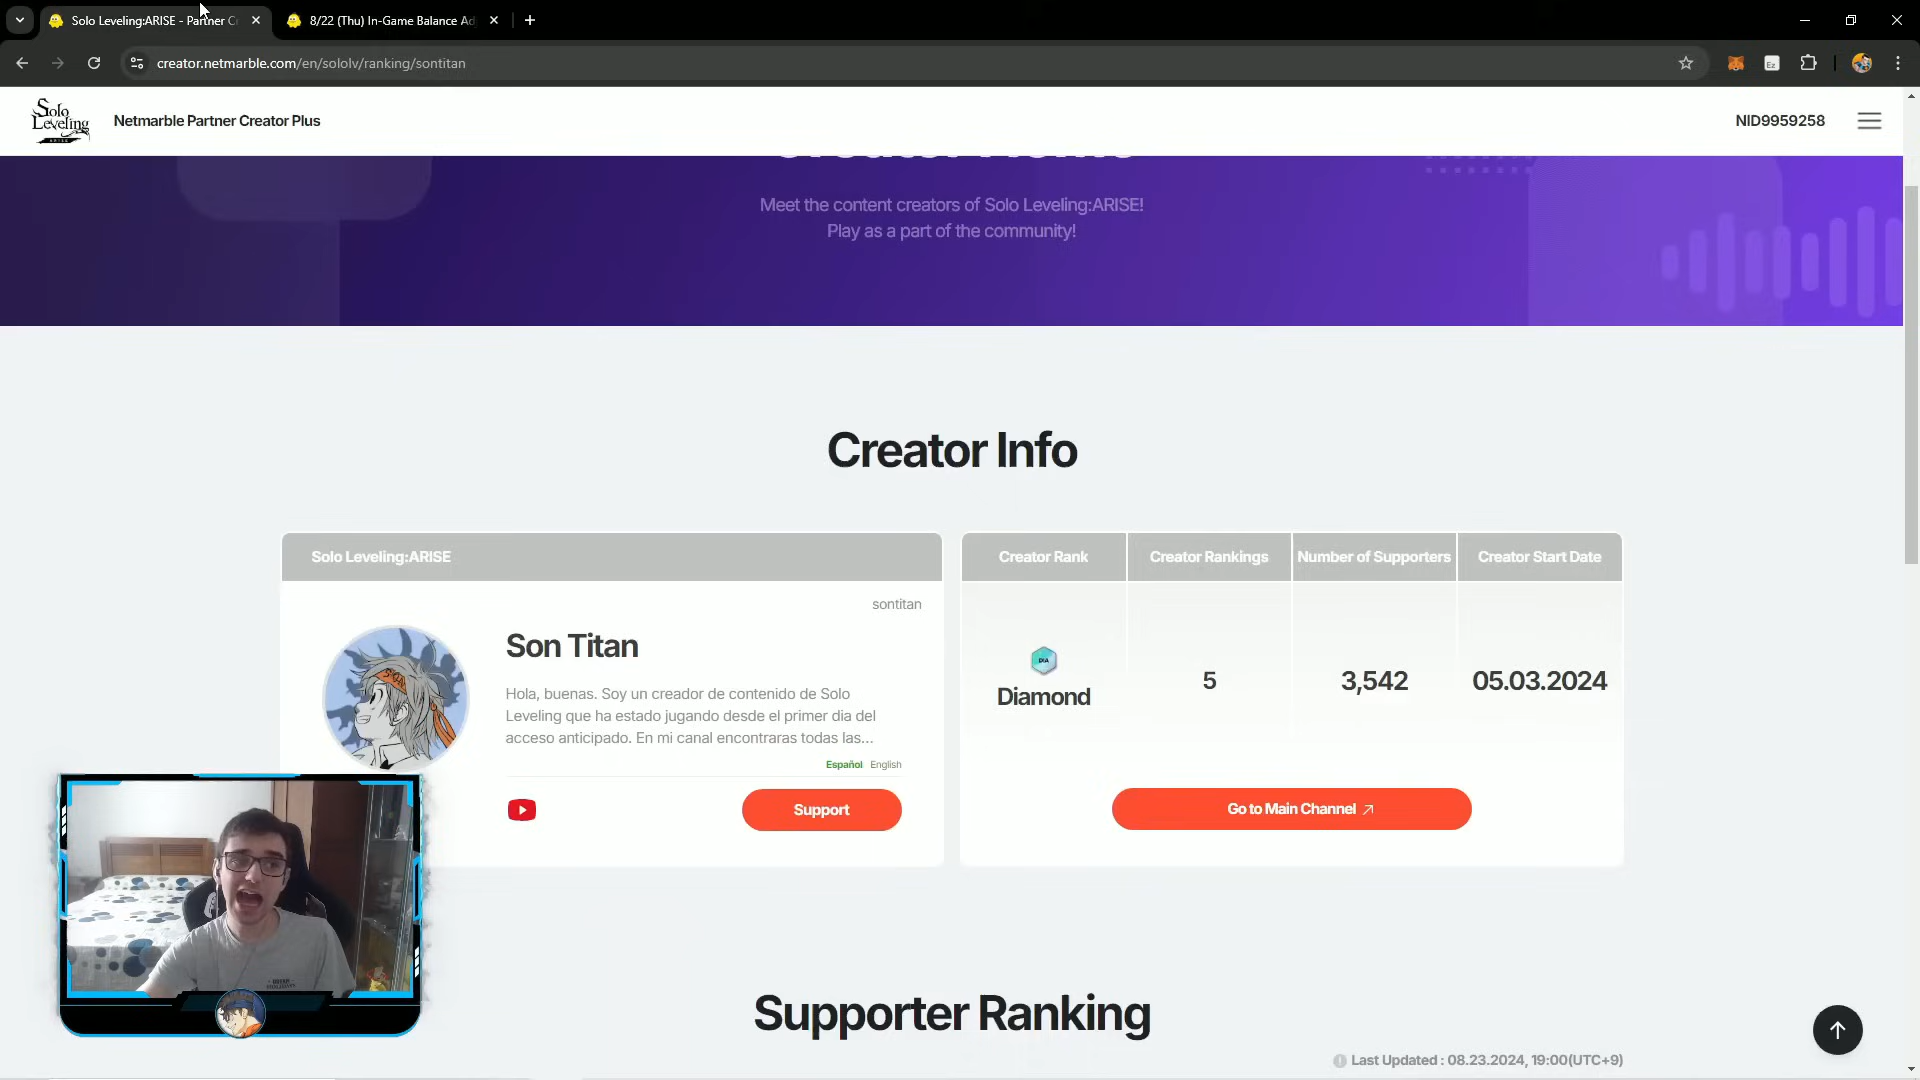 Solo Leveling:ARISE - Partner C
8/22 (Thu) In-Game Balance Ad
creator.netmarble.com/en/sololv/ranking/sontitan
Ez
Solo
Leveling
ARISE
Netmarble Partner Creator Plus
NID9959258
Meet the content creators of Solo Leveling:ARISE!
Play as a part of the community!
Creator Info
Solo Leveling:ARISE
Creator Rank
Creator Rankings
Number of Supporters
Creator Start Date
sontitan
Son Titan
Hola, buenas. Soy un creador de contenido de Solo
Leveling que ha estado jugando desde el primer dia del
acceso anticipado. En mi canal encontraras todas las...
Español English
Support
DIA
Diamond
5
3,542
05.03.2024
Go to Main Channel
Supporter Ranking
Last Updated : 08.23.2024, 19:00(UTC+9)